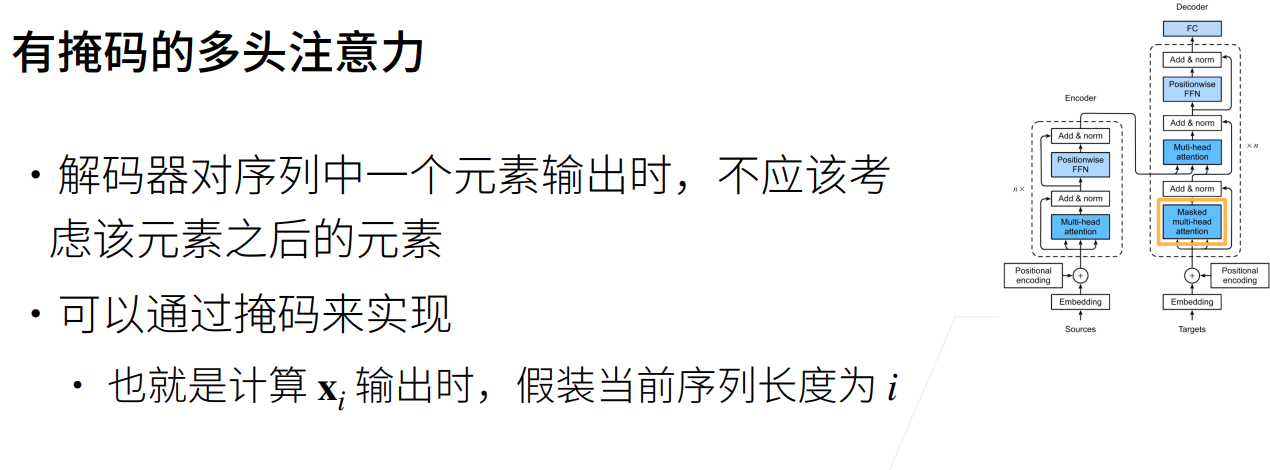 有掩码的多头注意力
• 解码器对序列中一个元素输出时，不应该考
虑该元素之后的元素
• 可以通过掩码来实现
• 也就是计算 xᵢ 输出时，假装当前序列长度为 i
Decoder
FC
Add & norm
Positionwise
FFN
Add & norm
Muti-head
attention
× n
Add & norm
Masked
multi-head
attention
Positional
encoding
+
Embedding
Targets
Encoder
Add & norm
Positionwise
FFN
n ×
Add & norm
Multi-head
attention
Positional
encoding
+
Embedding
Sources